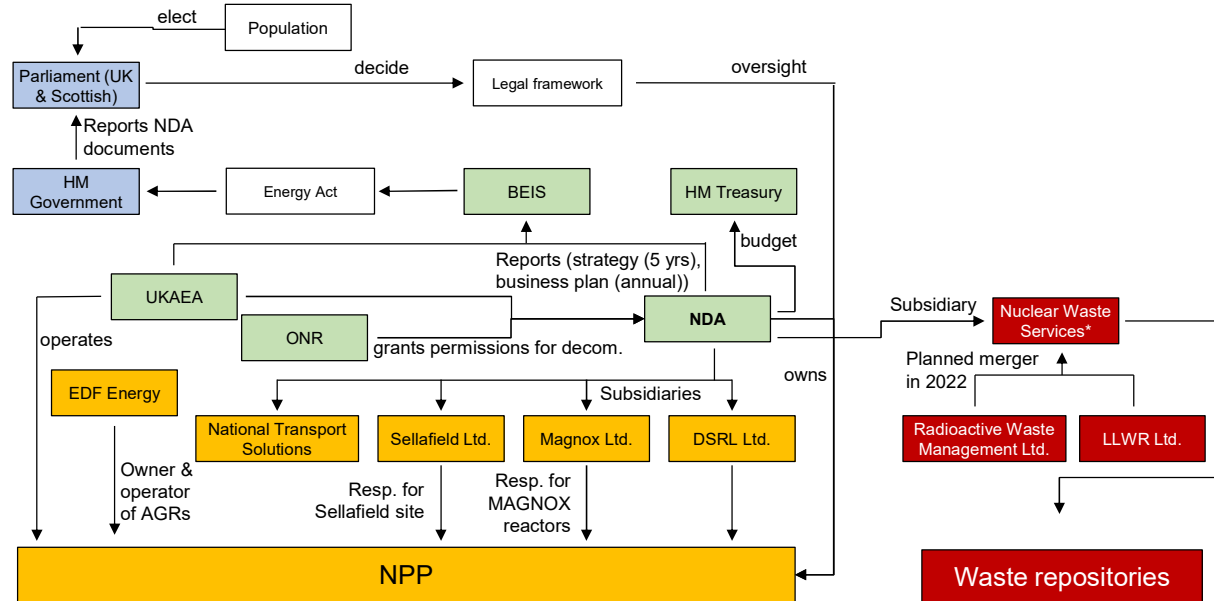 elect
Population
Parliament (UK
& Scottish)
decide
Legal framework
oversight
Reports NDA
documents
HM
Government
Energy Act
BEIS
HM Treasury
budget
Reports (strategy (5 yrs),
business plan (annual))
UKAEA
NDA
Subsidiary
Nuclear Waste
Services*
operates
ONR
grants permissions for decom.
Planned merger
in 2022
owns
EDF Energy
Subsidiaries
National Transport
Solutions
Sellafield Ltd.
Magnox Ltd.
DSRL Ltd.
Radioactive Waste
Management Ltd.
LLWR Ltd.
Owner &
operator
of AGRs
Resp. for
Sellafield site
Resp. for
MAGNOX
reactors
NPP
Waste repositories